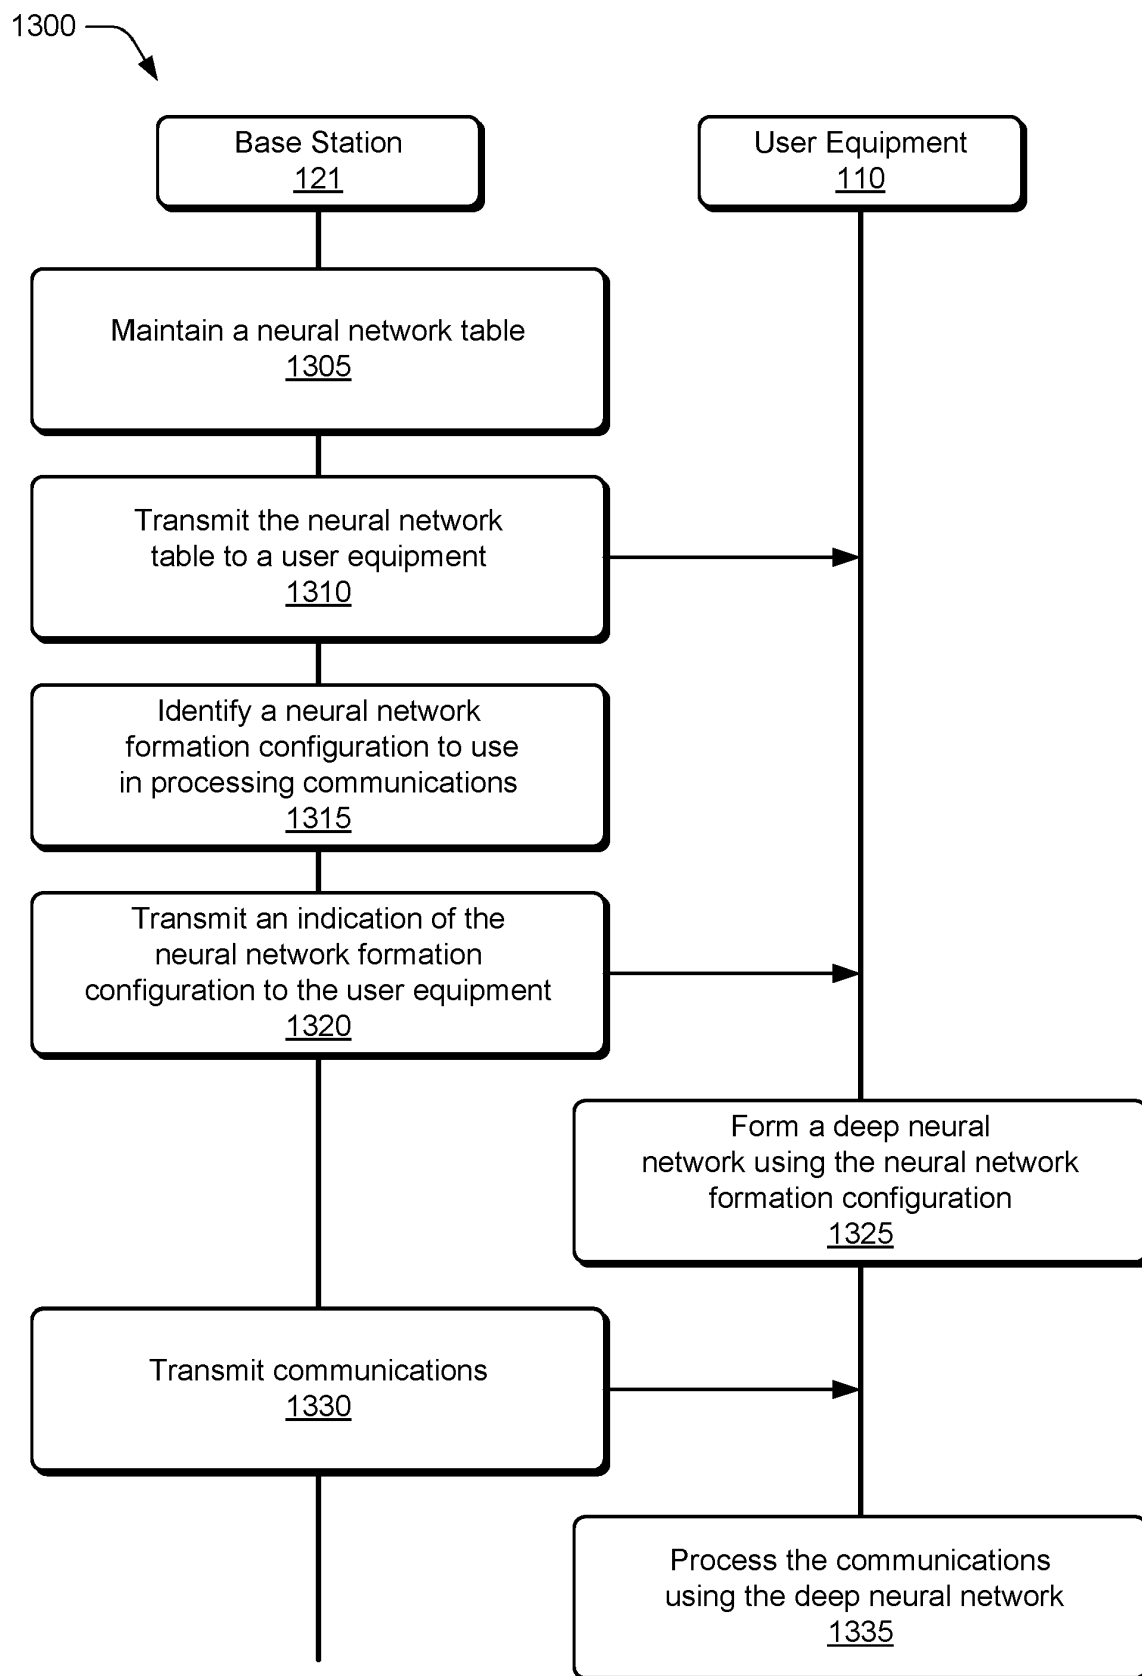 1300
Base Station
121
User Equipment
110
Maintain a neural network table
1305
Transmit the neural network
table to a user equipment
1310
Identify a neural network
formation configuration to use
in processing communications
1315
Transmit an indication of the
neural network formation
configuration to the user equipment
1320
Form a deep neural
network using the neural network
formation configuration
1325
Transmit communications
1330
Process the communications
using the deep neural network
1335